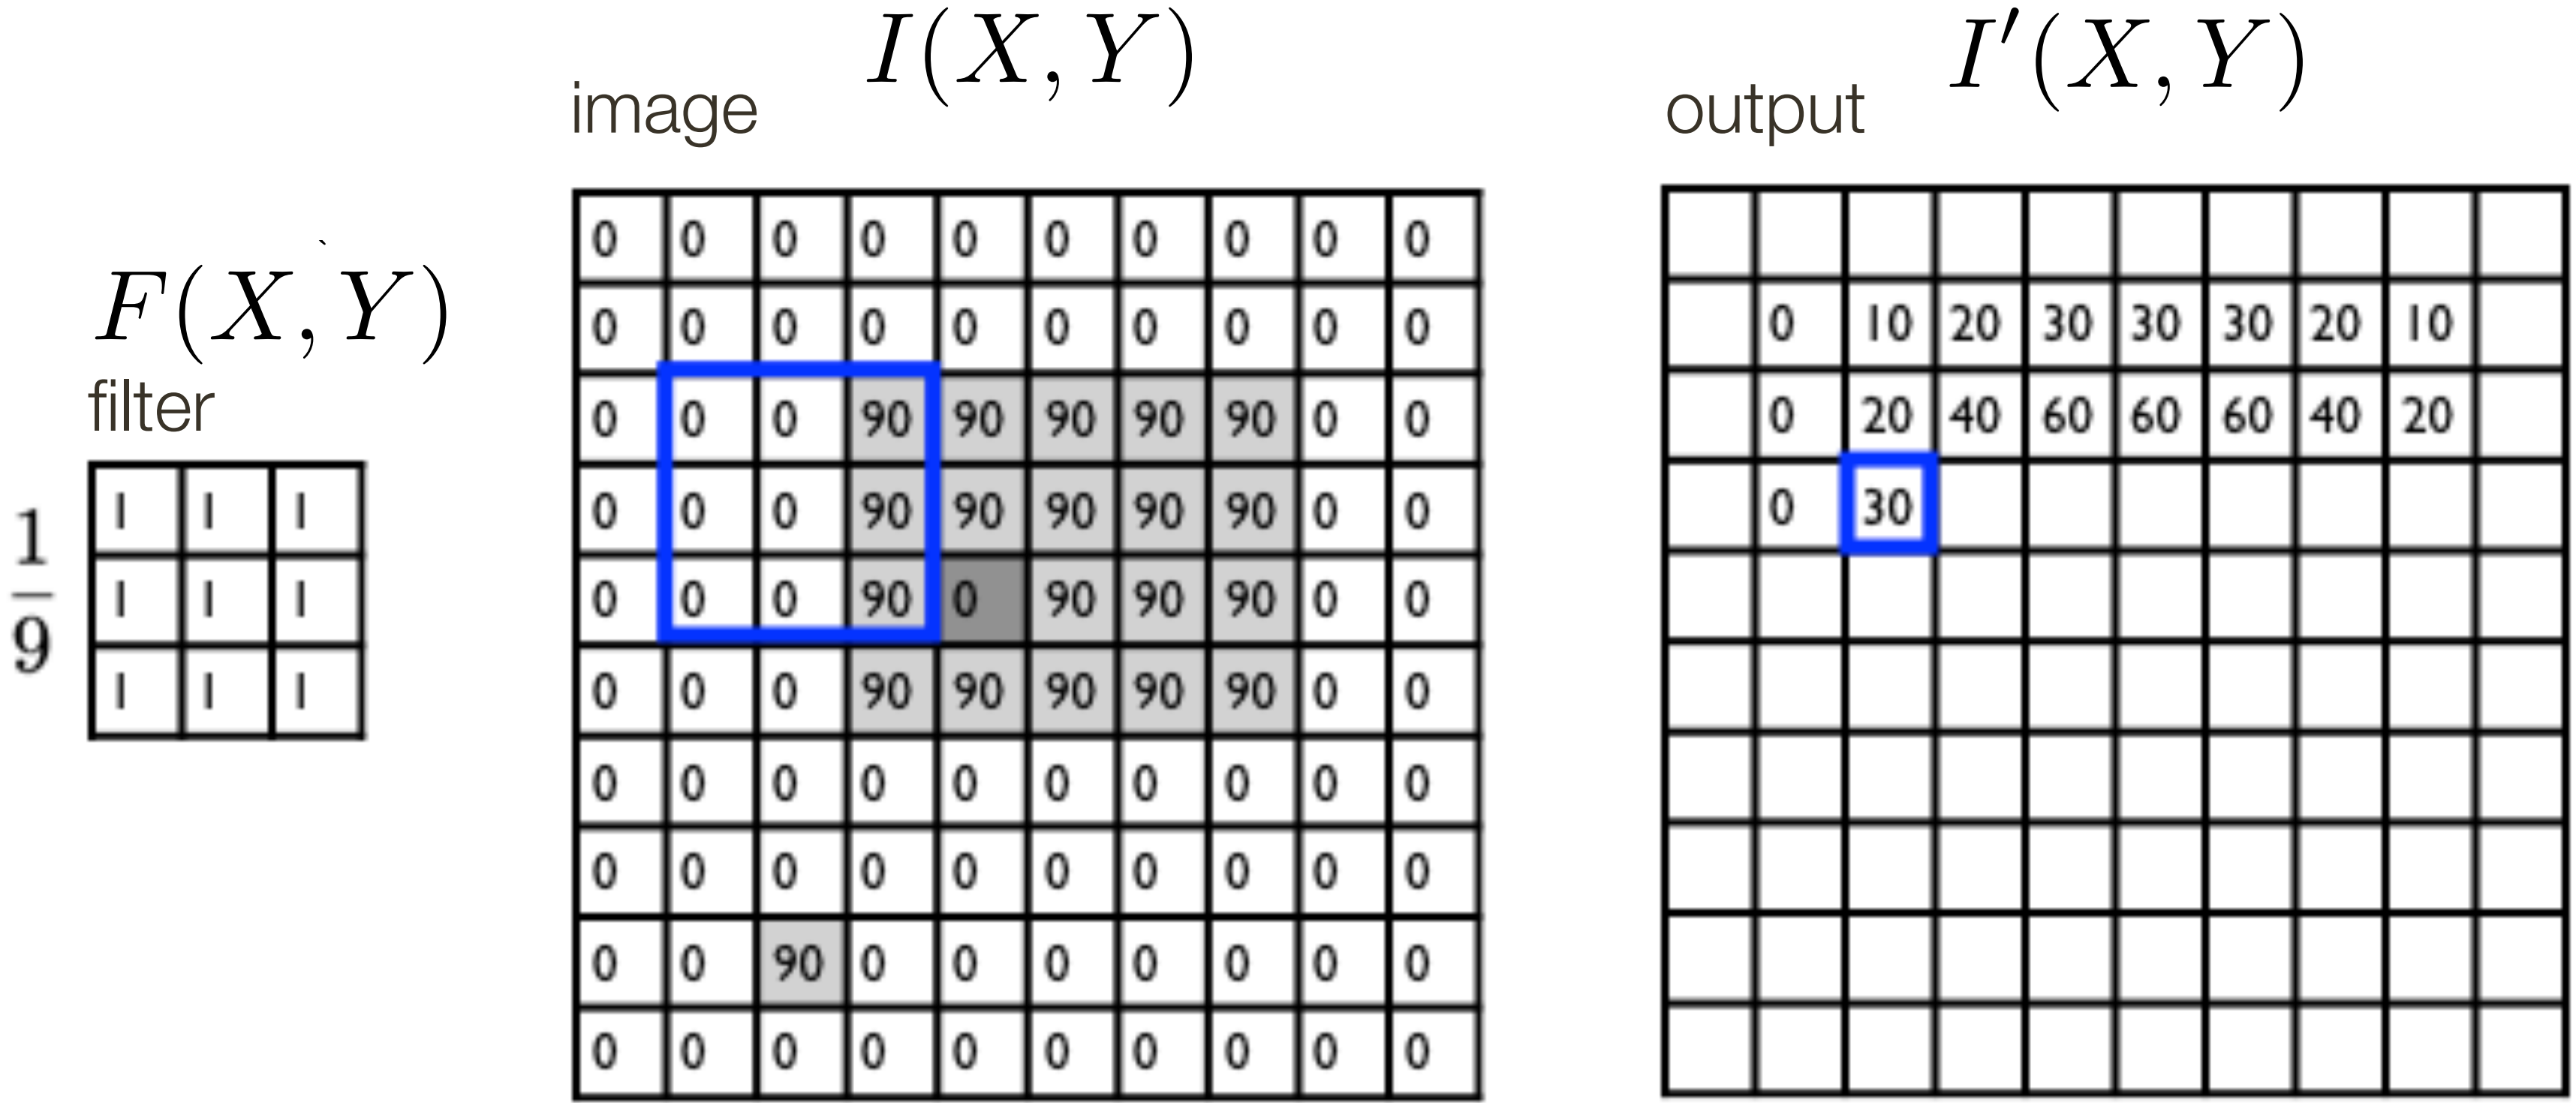 I(X, Y)
I′(X, Y)
image
output
F(X, Y)
filter
1/9
1 1 1
1 1 1
1 1 1
0 0 0 0 0 0 0 0 0 0
0 0 0 0 0 0 0 0 0 0
0 0 0 90 90 90 90 90 0 0
0 0 0 90 90 90 90 90 0 0
0 0 0 90 0 90 90 90 0 0
0 0 0 90 90 90 90 90 0 0
0 0 0 0 0 0 0 0 0 0
0 0 0 0 0 0 0 0 0 0
0 0 90 0 0 0 0 0 0 0
0 0 0 0 0 0 0 0 0 0
0 10 20 30 30 30 20 10
0 20 40 60 60 60 40 20
0 30